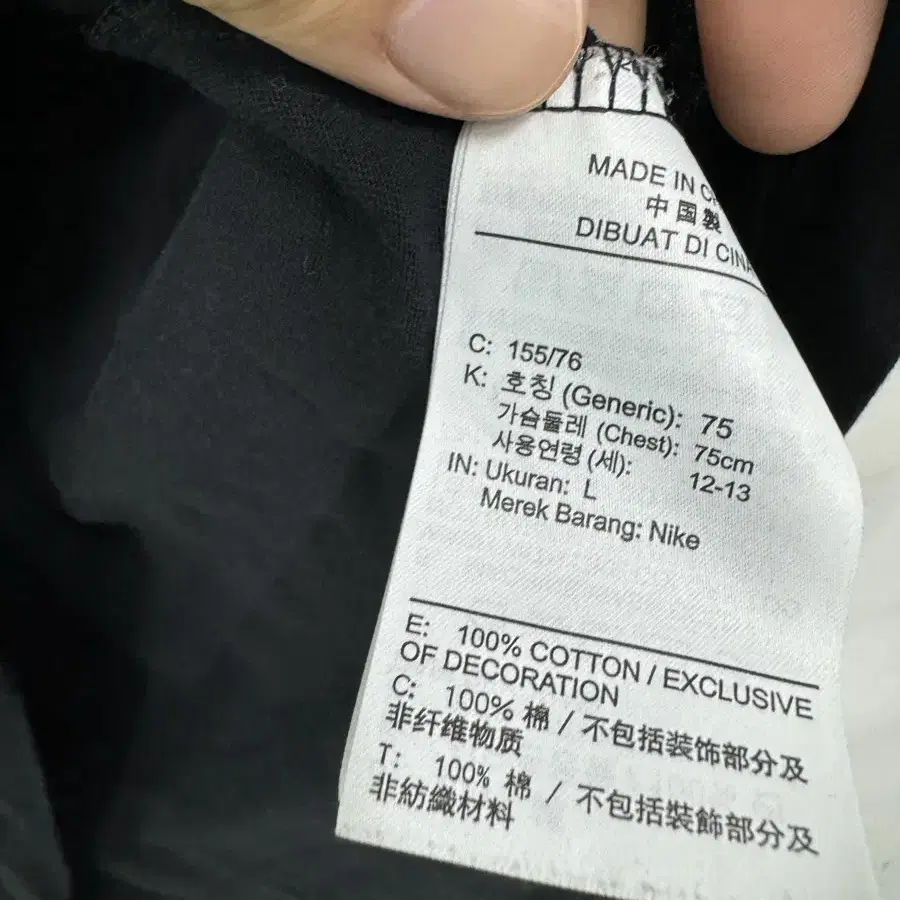 MADE IN
中国製
DIBUAT DI CINA
C: 155/76
K: 호칭 (Generic): 75
가슴둘레 (Chest): 75cm
사용연령 (세): 12-13
IN: Ukuran: L
Merek Barang: Nike
E: 100% COTTON / EXCLUSIVE
OF DECORATION
C: 100% 棉 / 不包括装饰部分及
非纤维物质
T: 100% 棉 / 不包括裝飾部分及
非紡織材料